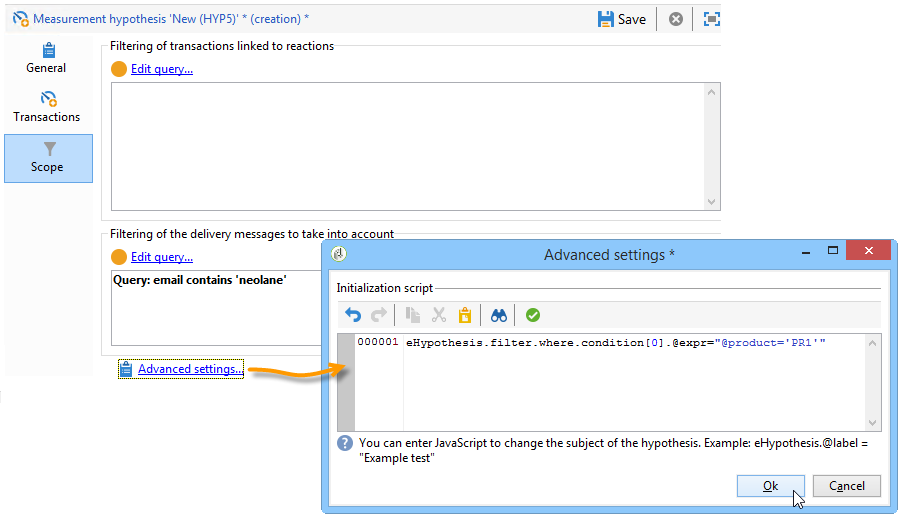 Measurement hypothesis 'New (HYP5)' * (creation) *
Save
General
Transactions
Scope
Filtering of transactions linked to reactions
Edit query...
Filtering of the delivery messages to take into account
Edit query...
Query: email contains 'neolane'
Advanced settings...
Advanced settings *
Initialization script
000001 eHypothesis.filter.where.condition[0].@expr="@product='PR1'"
You can enter JavaScript to change the subject of the hypothesis. Example: eHypothesis.@label =
"Example test"
Ok
Cancel